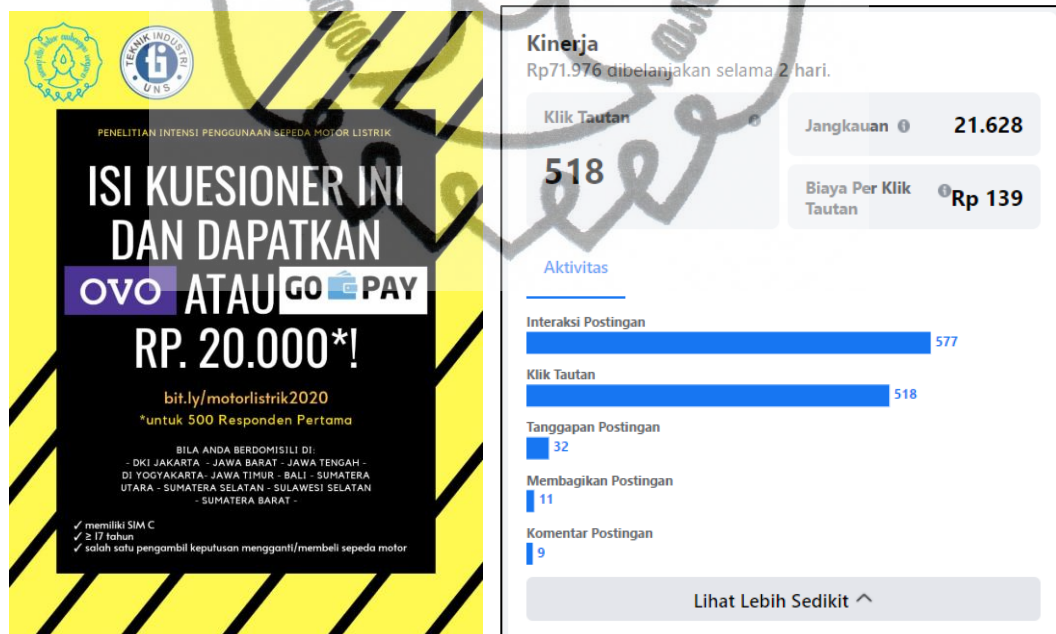 TEKNIK INDUSTRI
UNS
PENELITIAN INTENSI PENGGUNAAN SEPEDA MOTOR LISTRIK
ISI KUESIONER INI
DAN DAPATKAN
OVO ATAU GO PAY
RP. 20.000*!
bit.ly/motorlistrik2020
*untuk 500 Responden Pertama
BILA ANDA BERDOMISILI DI:
- DKI JAKARTA - JAWA BARAT - JAWA TENGAH -
DI YOGYAKARTA- JAWA TIMUR - BALI - SUMATERA
UTARA - SUMATERA SELATAN - SULAWESI SELATAN
- SUMATERA BARAT -
✓ memiliki SIM C
✓ ≥ 17 tahun
✓ salah satu pengambil keputusan mengganti/membeli sepeda motor
Kinerja
Rp71.976 dibelanjakan selama 2 hari.
Klik Tautan
518
Jangkauan 21.628
Biaya Per Klik
Tautan
Rp 139
Aktivitas
Interaksi Postingan
577
Klik Tautan
518
Tanggapan Postingan
32
Membagikan Postingan
11
Komentar Postingan
9
Lihat Lebih Sedikit